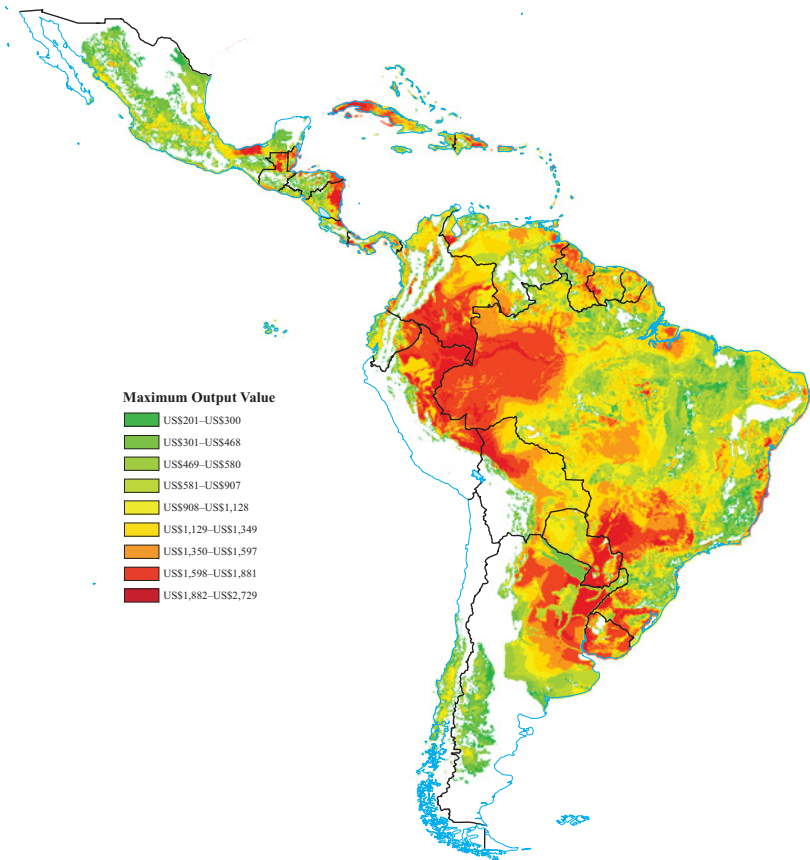 Maximum Output Value
US$201–US$300
US$301–US$468
US$469–US$580
US$581–US$907
US$908–US$1,128
US$1,129–US$1,349
US$1,350–US$1,597
US$1,598–US$1,881
US$1,882–US$2,729